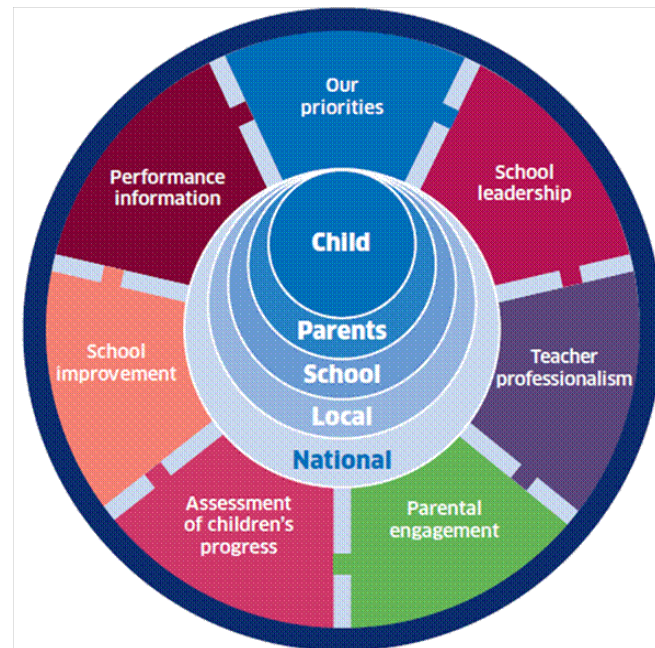 Our
priorities
School
leadership
Teacher
professionalism
Parental
engagement
Assessment
of children's
progress
School
improvement
Performance
information
Child
Parents
School
Local
National